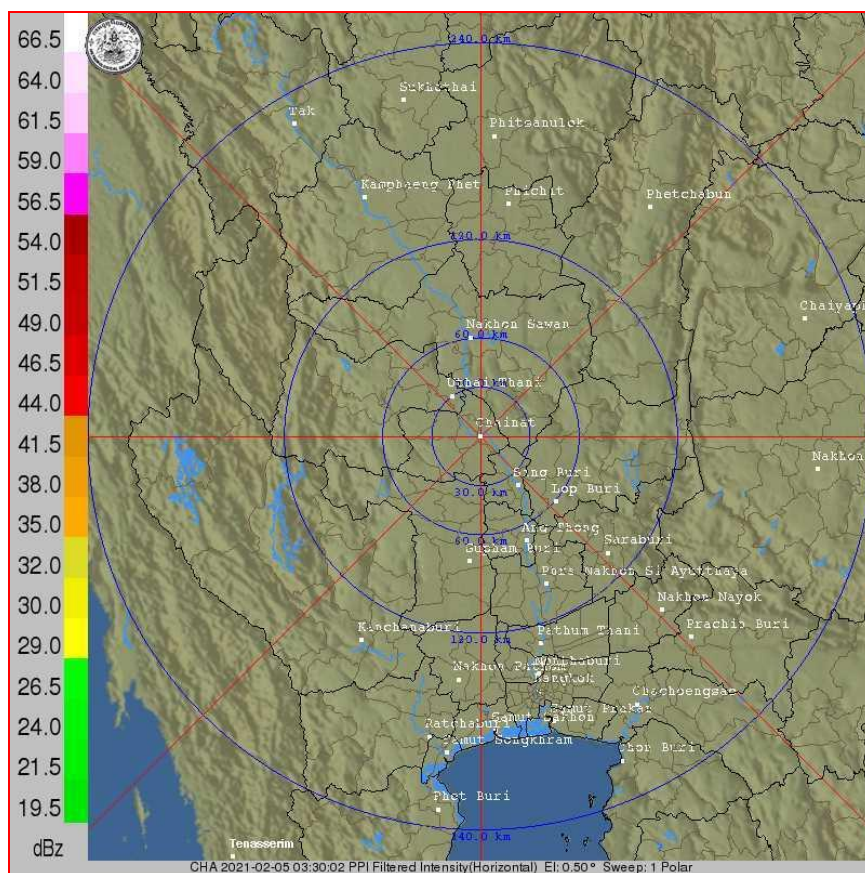 66.5
64.0
61.5
59.0
56.5
54.0
51.5
49.0
46.5
44.0
41.5
38.0
35.0
32.0
30.0
29.0
26.5
24.0
21.5
19.5
dBz
240.0 km
Sukhothai
Tak
Phitsanulok
Kamphaeng Phet
Phichit
Phetchabun
120.0 km
Chaiyaph
Nakhon Sawan
60.0 km
Uthai Thani
Chainat
Nakhon
Sing Buri
30.0 km
Lop Buri
Ang Thong
60.0 km
Suphan Buri
Saraburi
Pora Nakhon Si Ayutthaya
Nakhon Nayok
Kanchanaburi
120.0 km
Pathum Thani
Prachin Buri
Nakhon Pathom
Nonthaburi
Bangkok
Chachoengsao
Samut Prakan
Samut Sakhon
Ratchaburi
Samut Songkhram
Chon Buri
Phet Buri
240.0 km
Tenasserim
CHA 2021-02-05 03:30:02 PPI Filtered Intensity(Horizontal) El: 0.50° Sweep: 1 Polar